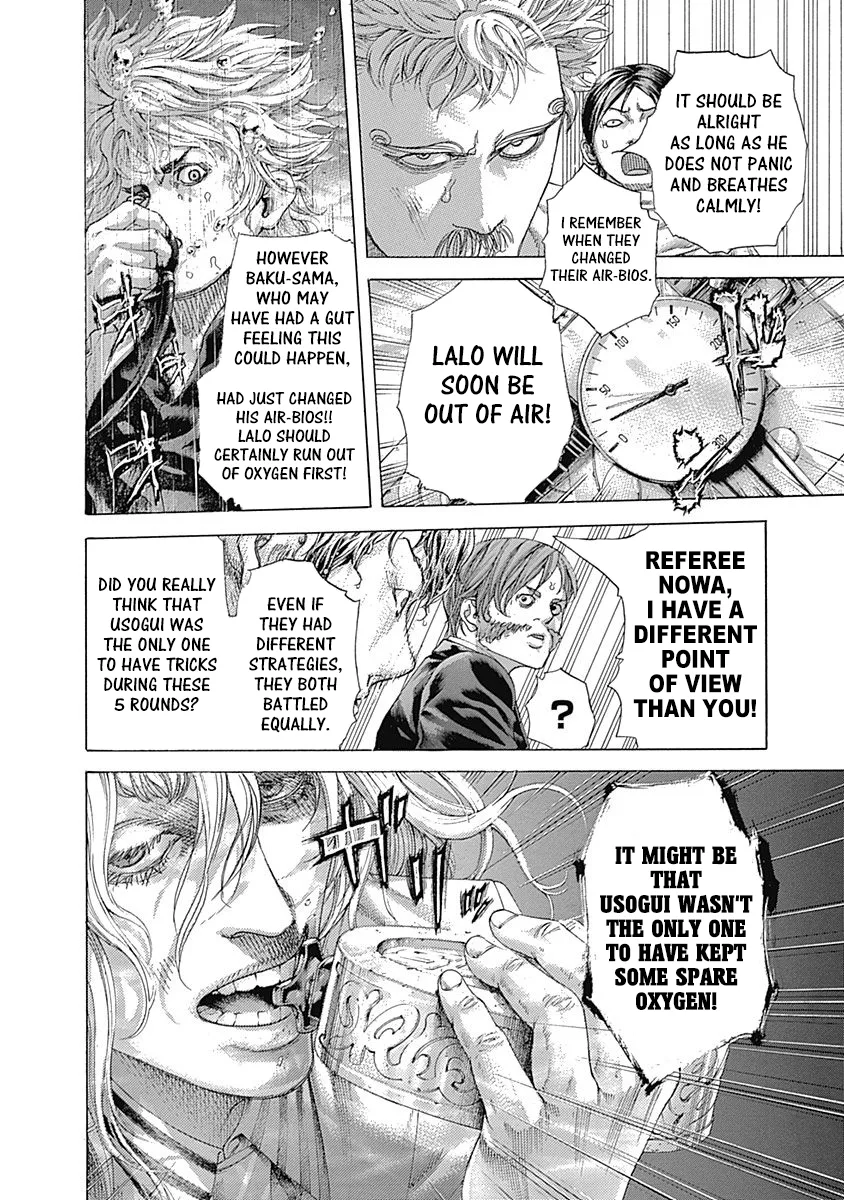 IT SHOULD BE
ALRIGHT
AS LONG AS HE
DOES NOT PANIC
AND BREATHES
CALMLY!
I REMEMBER
WHEN THEY
CHANGED
THEIR AIR-BIOS.
LALO WILL
SOON BE
OUT OF AIR!
0
50
100
150
200
HOWEVER
BAKU-SAMA,
WHO MAY
HAVE HAD A GUT
FEELING THIS
COULD HAPPEN,
HAD JUST CHANGED
HIS AIR-BIOS!!
LALO SHOULD
CERTAINLY RUN OUT
OF OXYGEN FIRST!
REFEREE
NOWA,
I HAVE A
DIFFERENT
POINT
OF VIEW
THAN YOU!
?
EVEN IF
THEY HAD
DIFFERENT
STRATEGIES,
THEY BOTH
BATTLED
EQUALLY.
DID YOU REALLY
THINK THAT
USOGUI WAS
THE ONLY ONE
TO HAVE TRICKS
DURING THESE
5 ROUNDS?
IT MIGHT BE
THAT
USOGUI WASN'T
THE ONLY ONE
TO HAVE KEPT
SOME SPARE
OXYGEN!